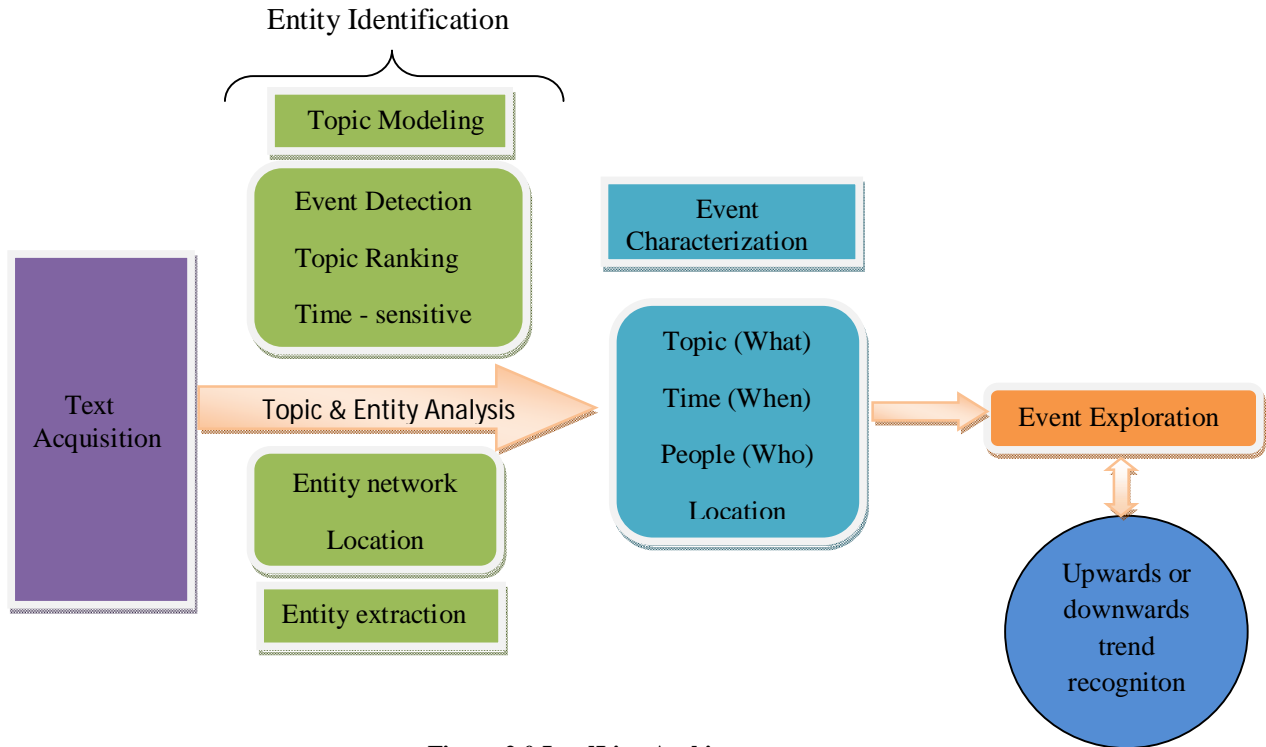 Entity Identification
Topic Modeling
Event Detection
Topic Ranking
Time - sensitive
Text
Acquisition
Topic & Entity Analysis
Entity network
Location
Entity extraction
Event
Characterization
Topic (What)
Time (When)
People (Who)
Location
Event Exploration
Upwards or
downwards
trend
recogniton